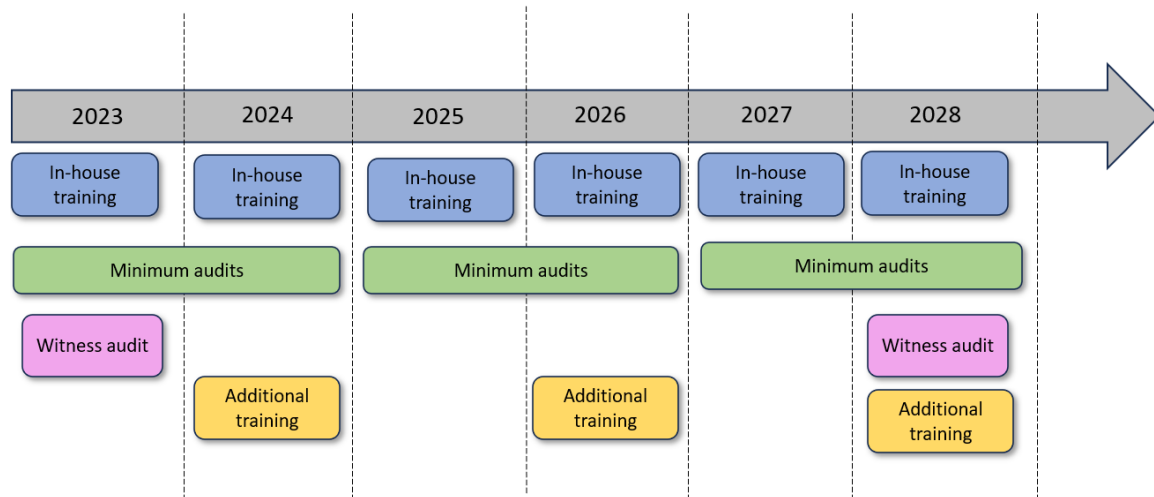 2023
2024
2025
2026
2027
2028
In-house
training
In-house
training
In-house
training
In-house
training
In-house
training
In-house
training
Minimum audits
Minimum audits
Minimum audits
Witness audit
Witness audit
Additional
training
Additional
training
Additional
training